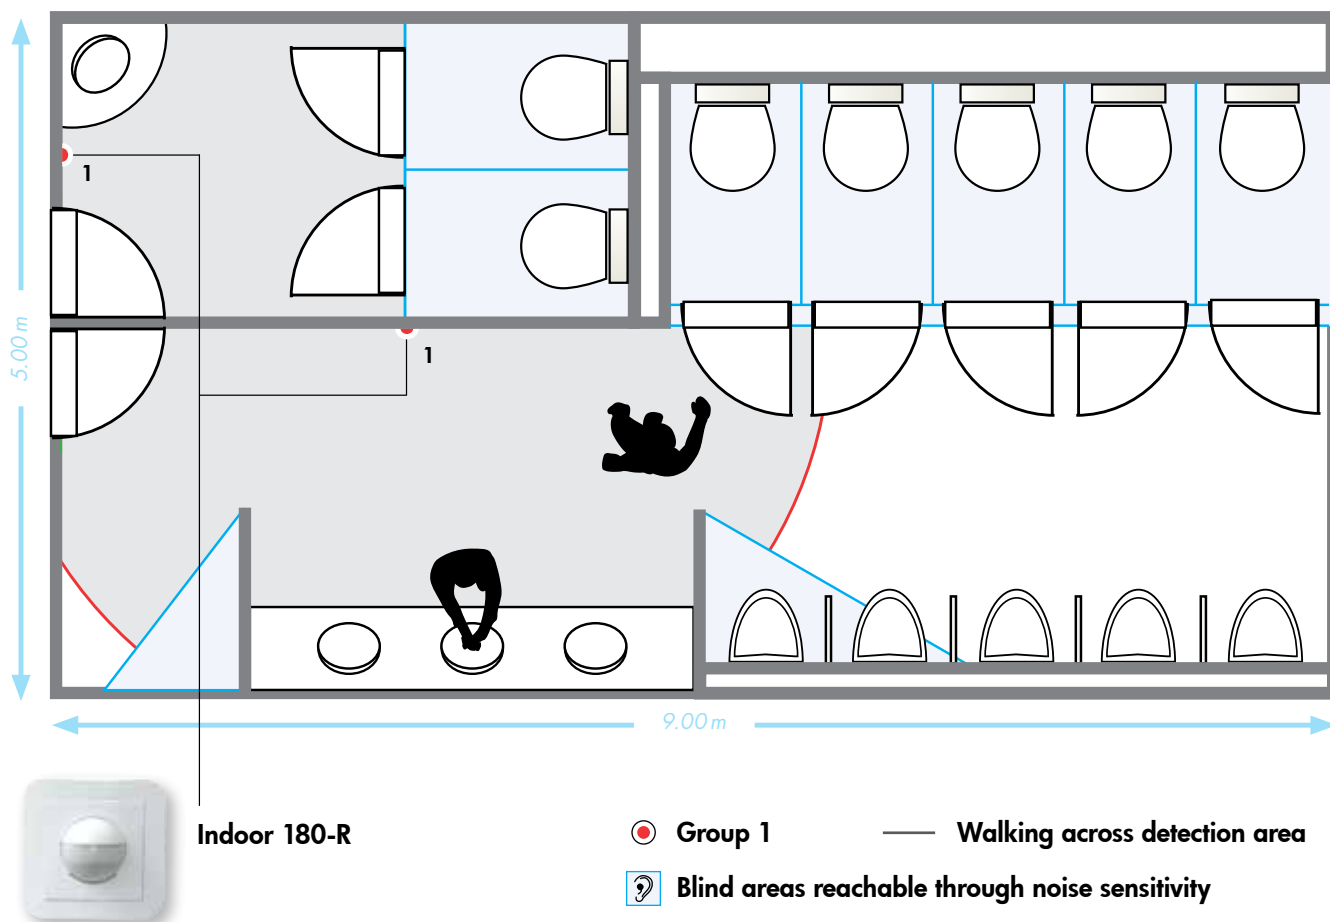 1
5.00 m
1
9.00 m
Indoor 180-R
Group 1
Walking across detection area
Blind areas reachable through noise sensitivity